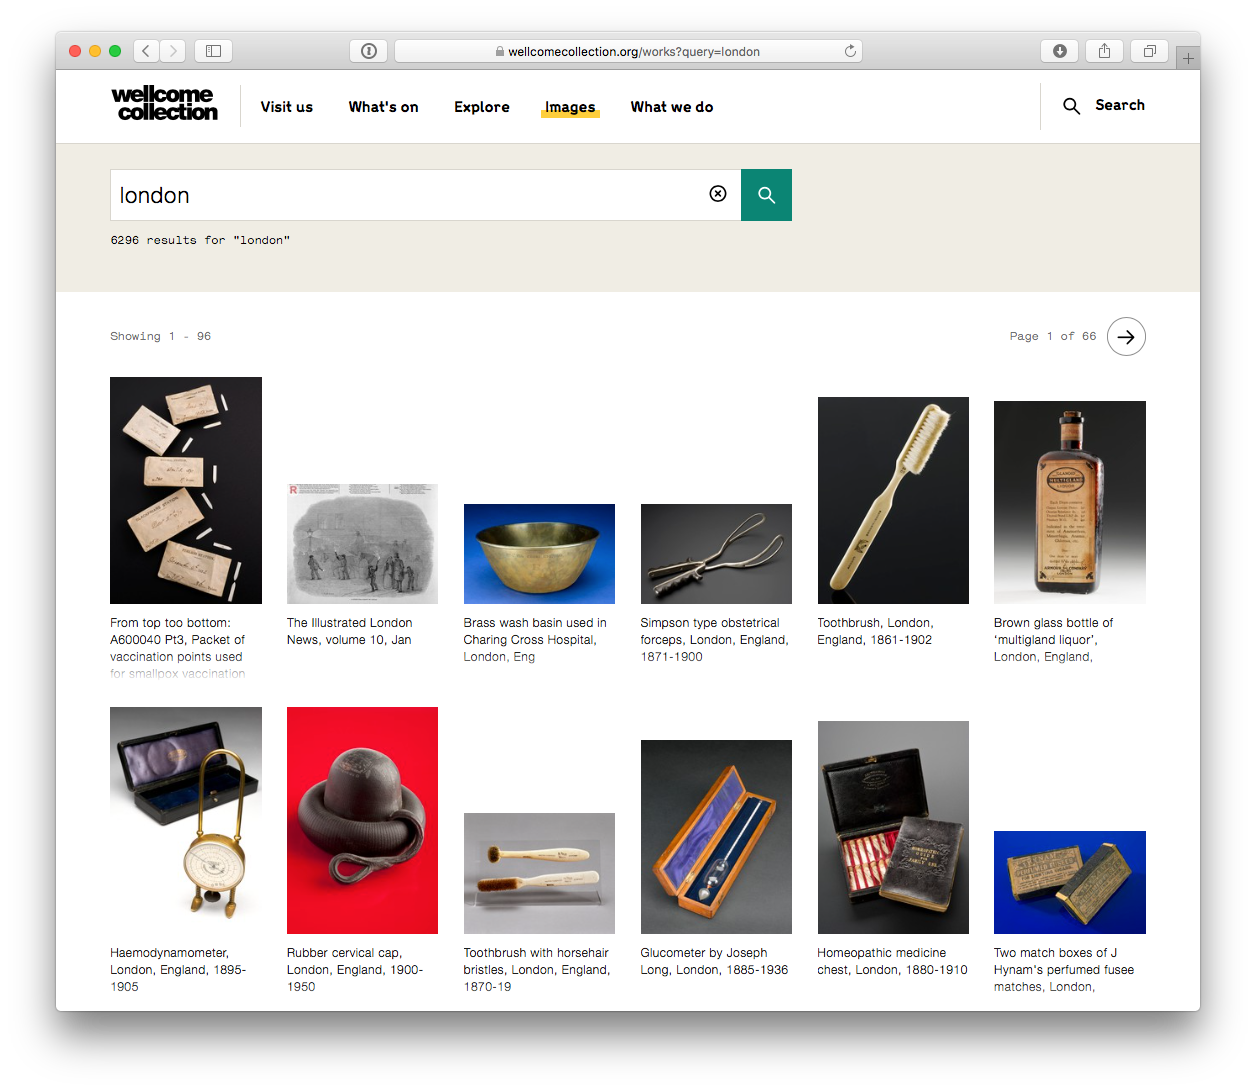 wellcomecollection.org/works?query=london
wellcome
collection
Visit us
What's on
Explore
Images
What we do
Search
london
6296 results for "london"
Showing 1 - 96
Page 1 of 66
From top too bottom:
A600040 Pt3, Packet of
vaccination points used
for smallpox vaccination
The Illustrated London
News, volume 10, Jan
Brass wash basin used in
Charing Cross Hospital,
London, Eng
Simpson type obstetrical
forceps, London, England,
1871-1900
Toothbrush, London,
England, 1861-1902
MULTIGLAND
LONDON
Brown glass bottle of
‘multigland liquor’,
London, England,
Haemodynamometer,
London, England, 1895-
1905
Rubber cervical cap,
London, England, 1900-
1950
Toothbrush with horsehair
bristles, London, England,
1870-19
Glucometer by Joseph
Long, London, 1885-1936
Homeopathic medicine
chest, London, 1880-1910
Two match boxes of J
Hynam's perfumed fusee
matches, London,